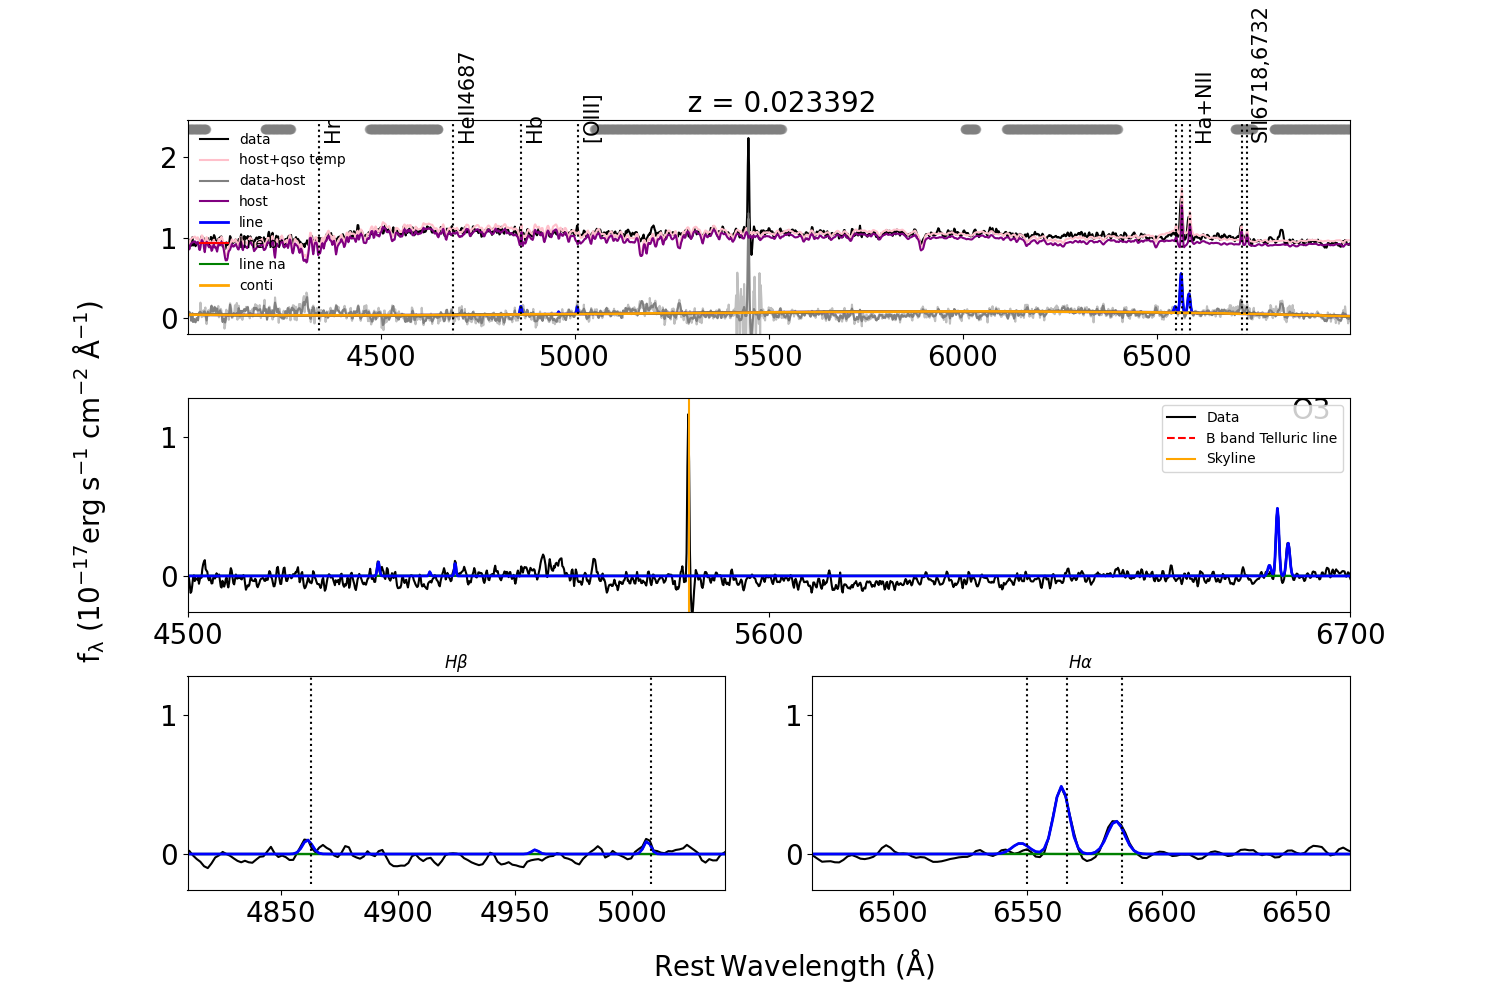 z = 0.023392
Hr
HeII4687
Hb
[OIII]
Ha+NII
SII6718,6732
data
host+qso temp
data-host
host
line
line na
conti
2
1
0
4500
5000
5500
6000
6500
O3
Data
B band Telluric line
Skyline
1
0
4500
5600
6700
fλ (10⁻¹⁷erg s⁻¹ cm⁻² Å⁻¹)
Hβ
1
0
4850
4900
4950
5000
Hα
1
0
6500
6550
6600
6650
Rest Wavelength (Å)